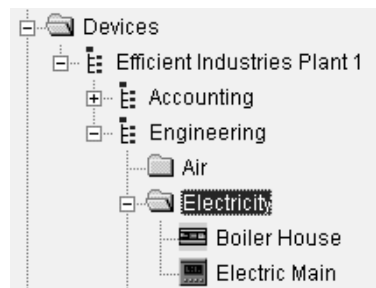 Devices
Efficient Industries Plant 1
Accounting
Engineering
Air
Electricity
Boiler House
Electric Main